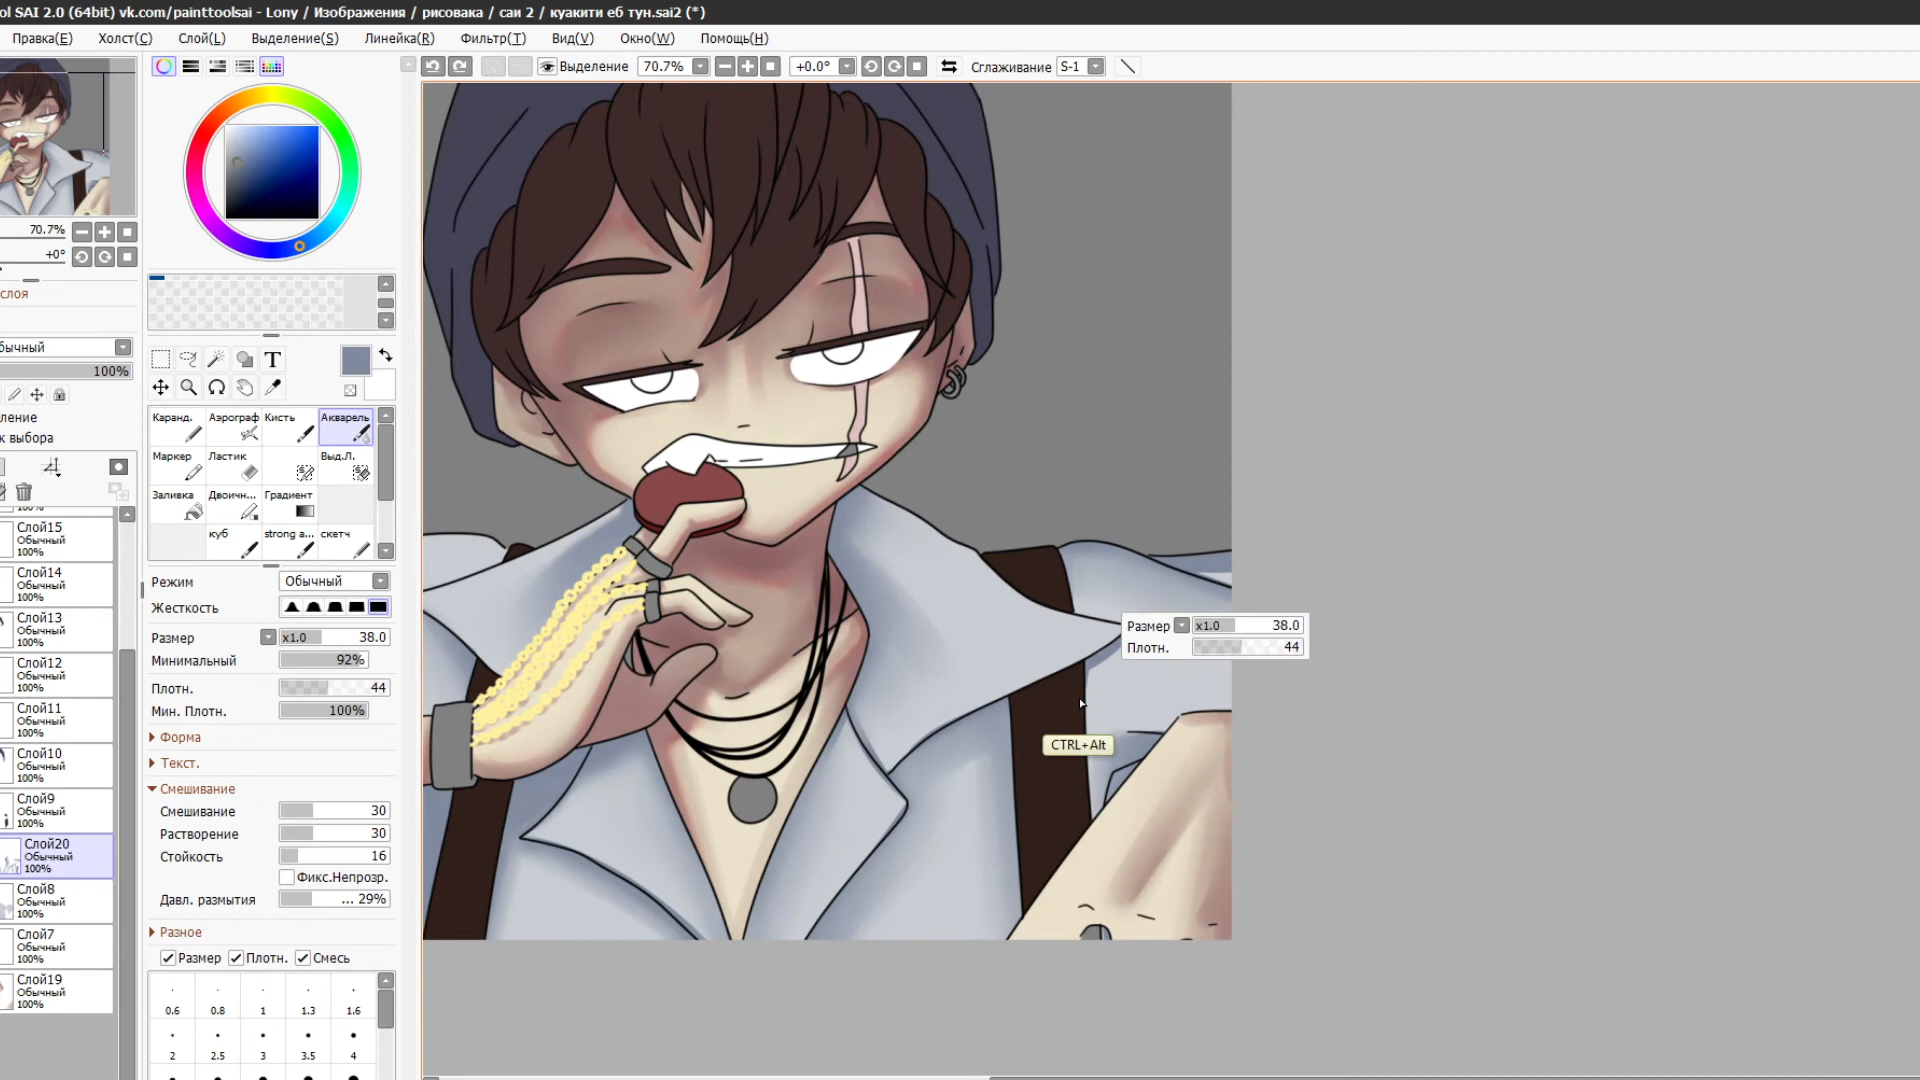 ol SAI 2.0 (64bit) vk.com/painttoolsai - Lony / Изображения / рисовака / саи 2 / куакити еб тун.sai2 (*)
Правка(E) Холст(C) Слой(L) Выделение(S) Линейка(R) Фильтр(T) Вид(V) Окно(W) Помощь(H)
Выделение 70.7% +0.0° Сглаживание S-1
70.7%
+0°
слоя
бычный
100%
ление
к выбора
100%
Слой15
Обычный
100%
Слой14
Обычный
100%
Слой13
Обычный
100%
Слой12
Обычный
100%
Слой11
Обычный
100%
Слой10
Обычный
100%
Слой9
Обычный
100%
Слой20
Обычный
100%
Слой8
Обычный
100%
Слой7
Обычный
100%
Слой19
Обычный
100%
T
Каранд. Аэрограф Кисть Акварель
Маркер Ластик Выд.Л.
Заливка Двоичн... Градиент
куб strong a... скетч
Режим Обычный
Жесткость
Размер x1.0 38.0
Минимальный 92%
Плотн. 44
Мин. Плотн. 100%
Форма
Текст.
Смешивание
Смешивание 30
Растворение 30
Стойкость 16
Фикс.Непрозр.
Давл. размытия ... 29%
Разное
Размер Плотн. Смесь
0.6 0.8 1 1.3 1.6
2 2.5 3 3.5 4
Размер x1.0 38.0
Плотн. 44
CTRL+Alt